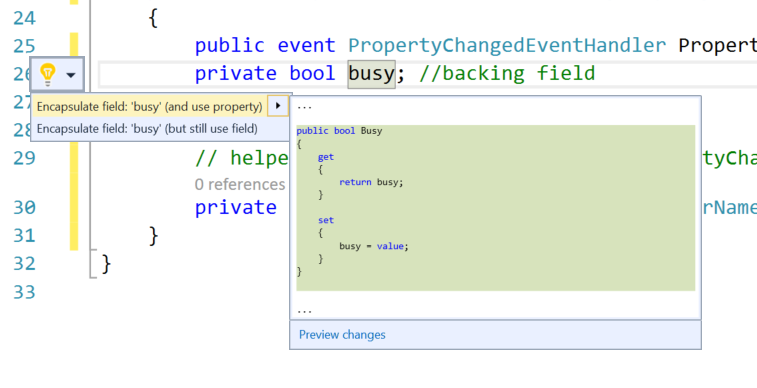 24 {
25 public event PropertyChangedEventHandler Propert
26 private bool busy; //backing field
27 Encapsulate field: 'busy' (and use property)
28 Encapsulate field: 'busy' (but still use field)
...
public bool Busy
{
get
{
return busy;
}
set
{
busy = value;
}
}
...
Preview changes
29 // helpe tyCha
0 references
30 private rName
31 }
32 }
33